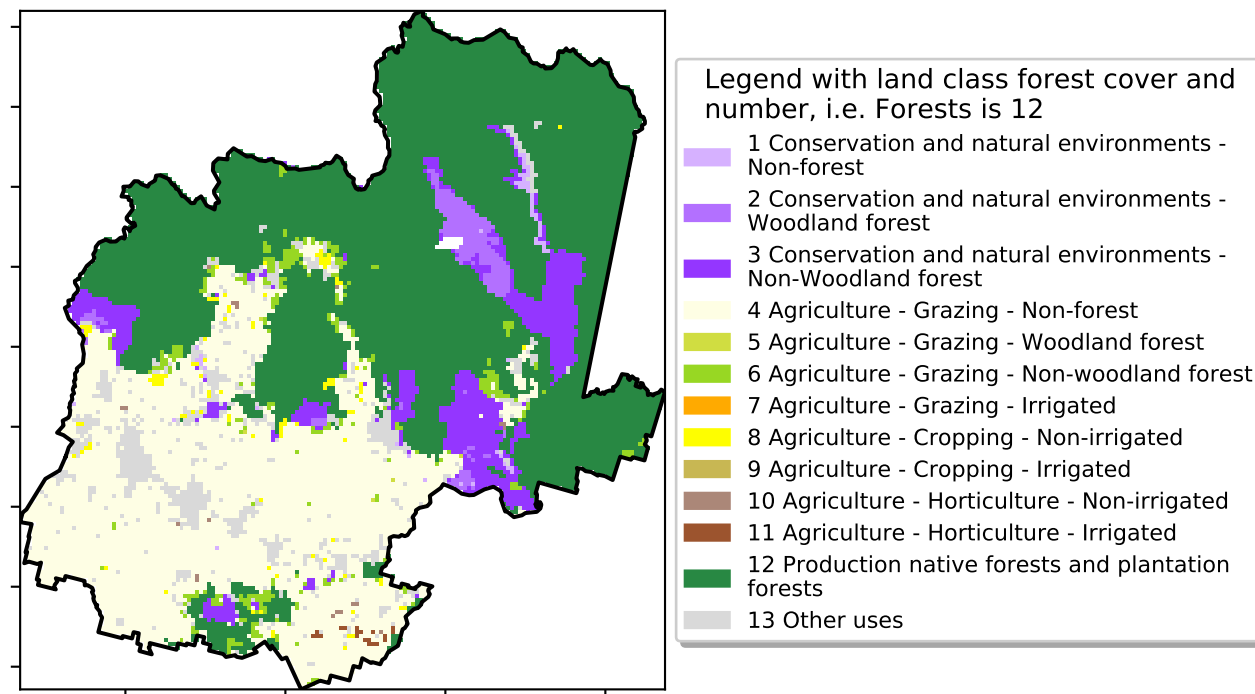 Legend with land class forest cover and
number, i.e. Forests is 12
1 Conservation and natural environments -
Non-forest
2 Conservation and natural environments -
Woodland forest
3 Conservation and natural environments -
Non-Woodland forest
4 Agriculture - Grazing - Non-forest
5 Agriculture - Grazing - Woodland forest
6 Agriculture - Grazing - Non-woodland forest
7 Agriculture - Grazing - Irrigated
8 Agriculture - Cropping - Non-irrigated
9 Agriculture - Cropping - Irrigated
10 Agriculture - Horticulture - Non-irrigated
11 Agriculture - Horticulture - Irrigated
12 Production native forests and plantation
forests
13 Other uses